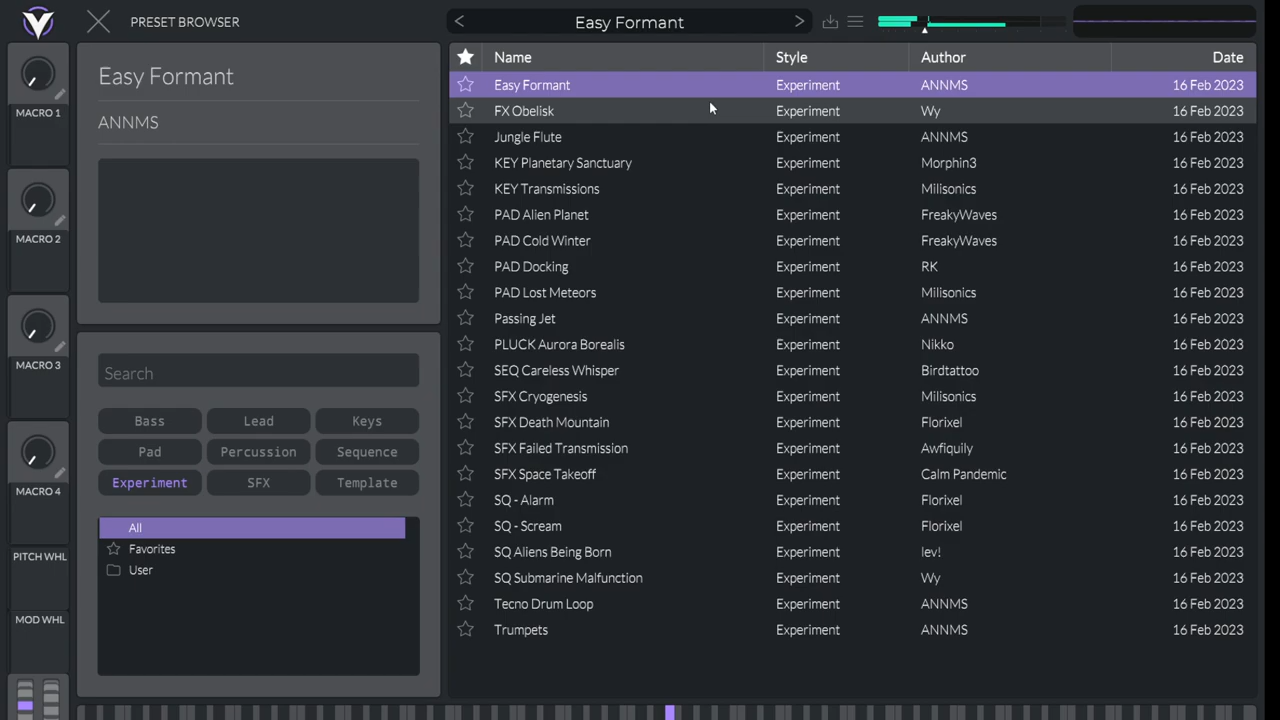 PRESET BROWSER
Easy Formant
MACRO 1
MACRO 2
MACRO 3
MACRO 4
PITCH WHL
MOD WHL
Easy Formant
ANNMS
Search
Bass Lead Keys
Pad Percussion Sequence
Experiment SFX Template
All
Favorites
User
Name Style Author Date
Easy Formant Experiment ANNMS 16 Feb 2023
FX Obelisk Experiment Wy 16 Feb 2023
Jungle Flute Experiment ANNMS 16 Feb 2023
KEY Planetary Sanctuary Experiment Morphin3 16 Feb 2023
KEY Transmissions Experiment Milisonics 16 Feb 2023
PAD Alien Planet Experiment FreakyWaves 16 Feb 2023
PAD Cold Winter Experiment FreakyWaves 16 Feb 2023
PAD Docking Experiment RK 16 Feb 2023
PAD Lost Meteors Experiment Milisonics 16 Feb 2023
Passing Jet Experiment ANNMS 16 Feb 2023
PLUCK Aurora Borealis Experiment Nikko 16 Feb 2023
SEQ Careless Whisper Experiment Birdtattoo 16 Feb 2023
SFX Cryogenesis Experiment Milisonics 16 Feb 2023
SFX Death Mountain Experiment Florixel 16 Feb 2023
SFX Failed Transmission Experiment Awfiquily 16 Feb 2023
SFX Space Takeoff Experiment Calm Pandemic 16 Feb 2023
SQ - Alarm Experiment Florixel 16 Feb 2023
SQ - Scream Experiment Florixel 16 Feb 2023
SQ Aliens Being Born Experiment lev! 16 Feb 2023
SQ Submarine Malfunction Experiment Wy 16 Feb 2023
Tecno Drum Loop Experiment ANNMS 16 Feb 2023
Trumpets Experiment ANNMS 16 Feb 2023